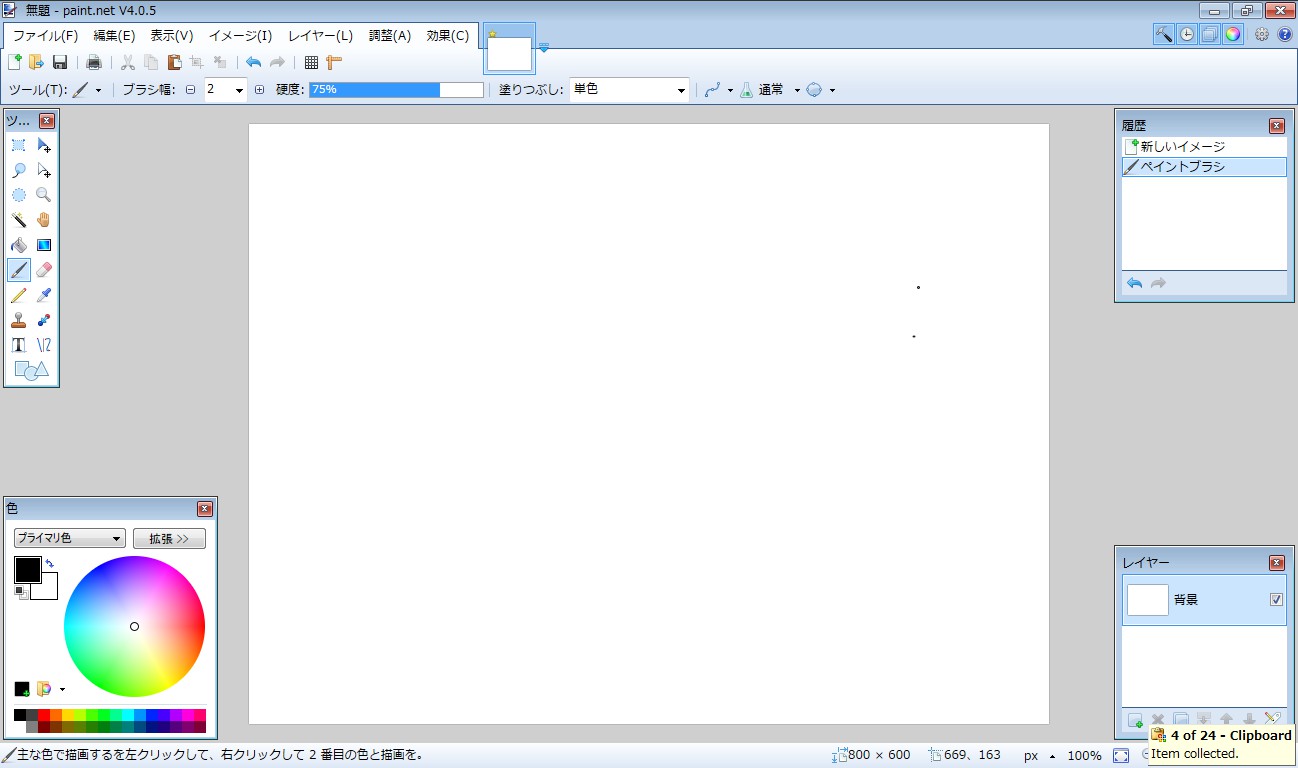 無題 - paint.net V4.0.5
ファイル(F) 編集(E) 表示(V) イメージ(I) レイヤー(L) 調整(A) 効果(C)
ツール(T): ブラシ幅: 2 硬度: 75% 塗りつぶし: 単色 通常
ツ...
履歴
新しいイメージ
ペイントブラシ
色
プライマリ色 拡張 >>
レイヤー
背景
4 of 24 - Clipboard
Item collected.
主な色で描画するを左クリックして、右クリックして 2 番目の色と描画を。 800 × 600 669、163 px 100%